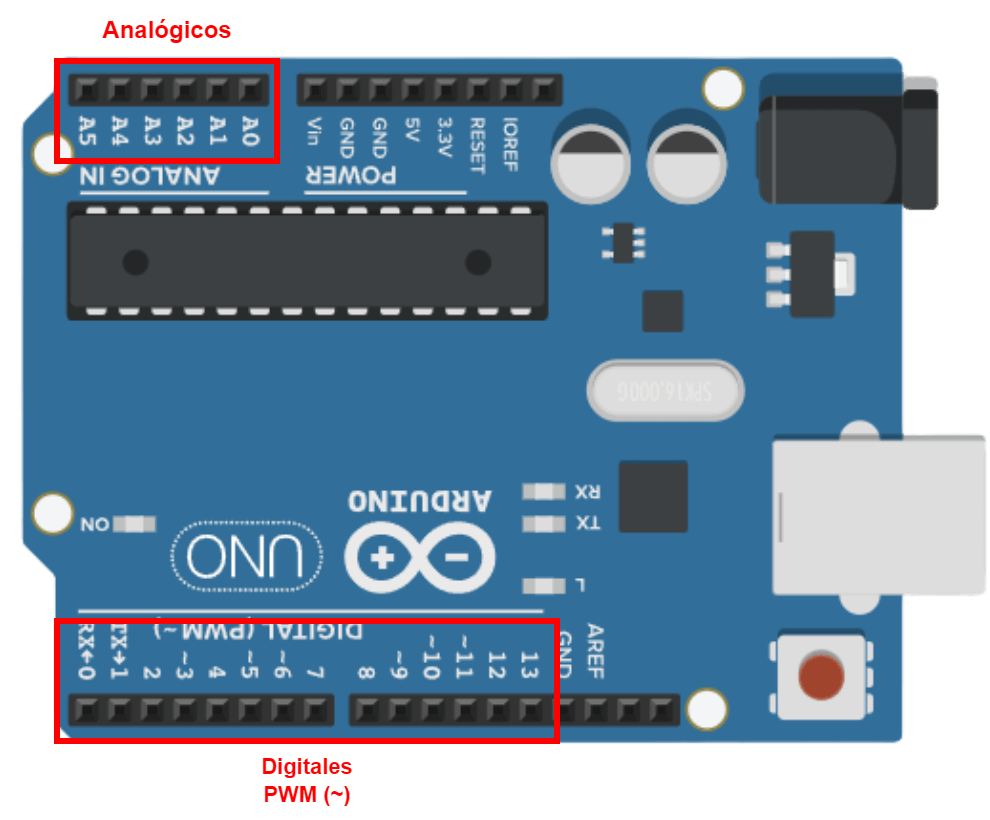 Analógicos
A5 A4 A3 A2 A1 A0
Vin GND GND 5V 3.3V RESET IOREF
ANALOG IN
POWER
SPK16.000G
ARDUINO
RX
TX
ON
UNO
L
DIGITAL (PWM ~)
RX←0 TX→1 2 ~3 4 ~5 ~6 7 8 ~9 ~10 ~11 12 13 GND AREF
Digitales
PWM (~)